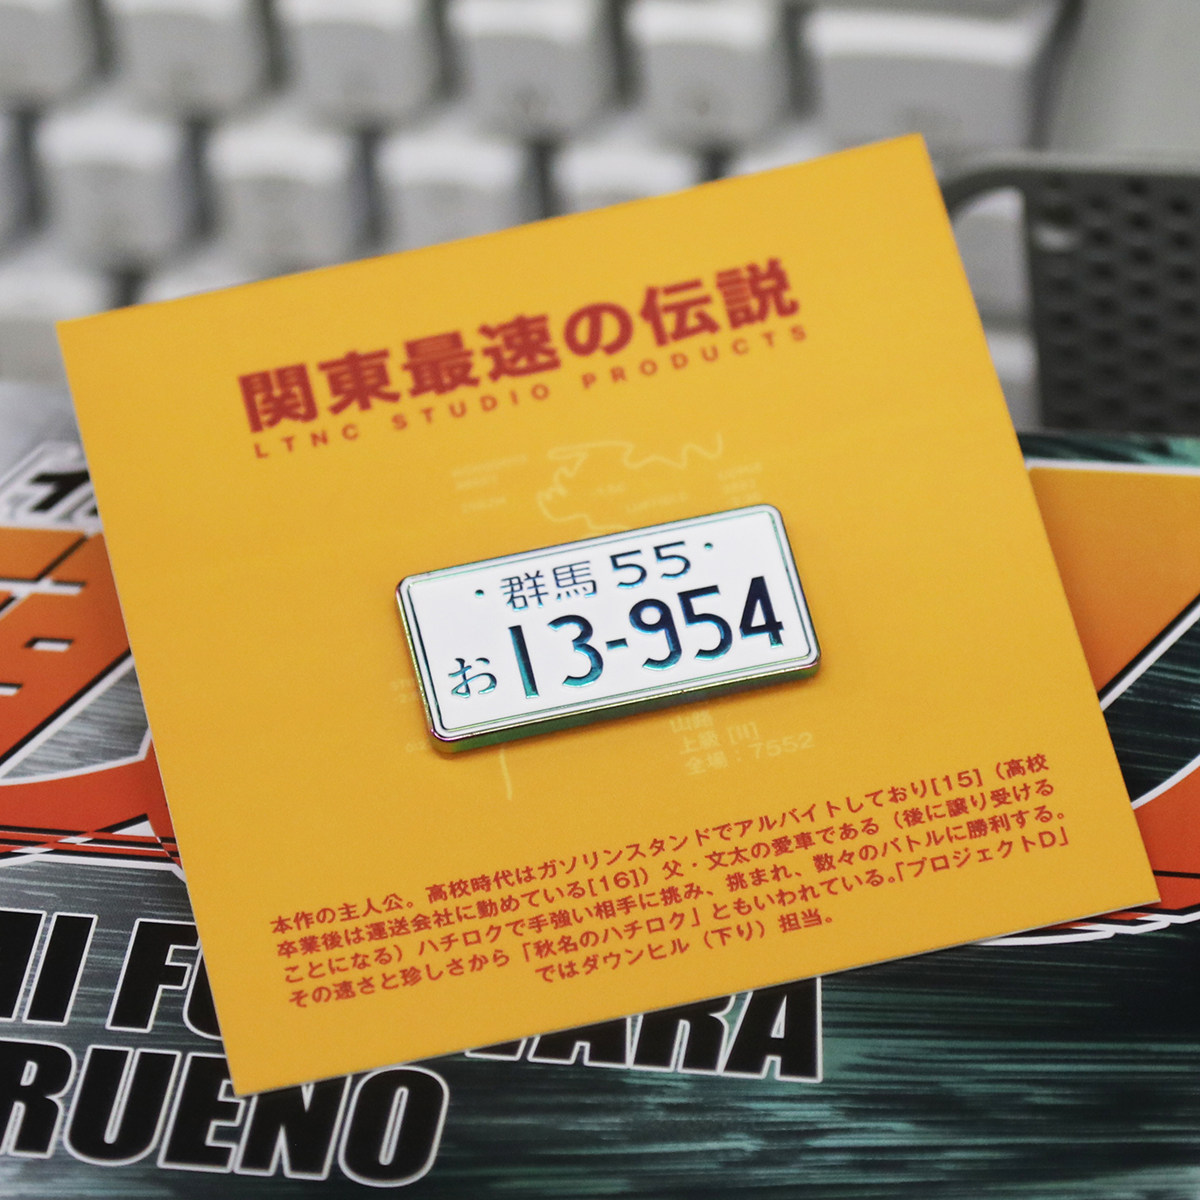 関東最速の伝説
LTNC STUDIO PRODUCTS
群馬 55
お 13-954
山路
上級 [III]
全場：7552
本作の主人公。高校時代はガソリンスタンドでアルバイトしており[15]（高校
卒業後は運送会社に勤めている[16]）父・文太の愛車である（後に譲り受ける
ことになる）ハチロクで手強い相手に挑み、挑まれ、数々のバトルに勝利する。
その速さと珍しさから「秋名のハチロク」ともいわれている。「プロジェクトD」
ではダウンヒル（下り）担当。
RUENO